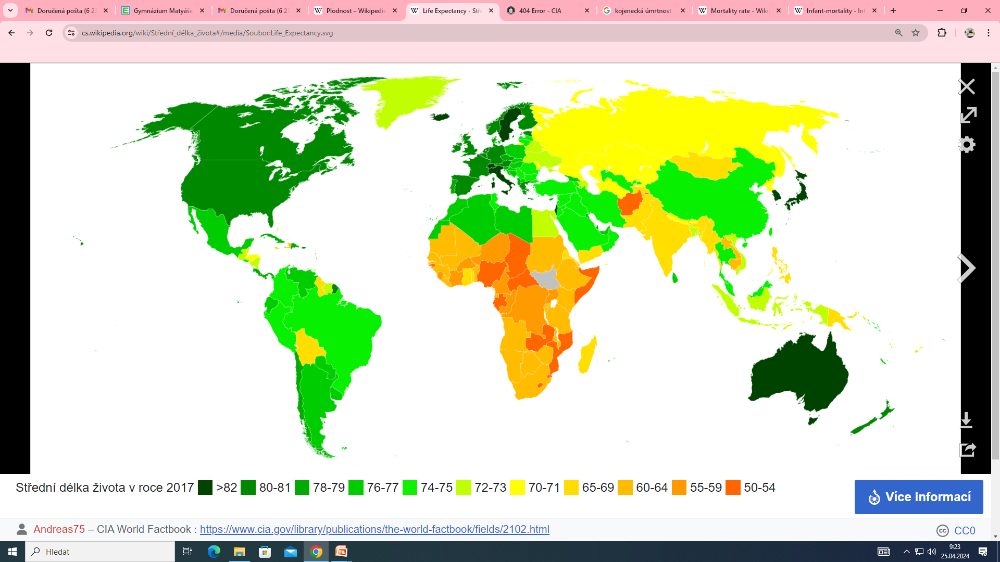 Doručená pošta (6 23
Gymnázium Matyáše
Doručená pošta (6 23
Plodnost – Wikipedie
Life Expectancy - Stře
404 Error - CIA
kojenecká úmrtnost
Mortality rate - Wiki
Infant-mortality - Inf
cs.wikipedia.org/wiki/Střední_délka_života#/media/Soubor:Life_Expectancy.svg
Střední délka života v roce 2017 >82 80-81 78-79 76-77 74-75 72-73 70-71 65-69 60-64 55-59 50-54
Více informací
Andreas75 – CIA World Factbook : https://www.cia.gov/library/publications/the-world-factbook/fields/2102.html
cc CC0
Hledat
9:23
25.04.2024